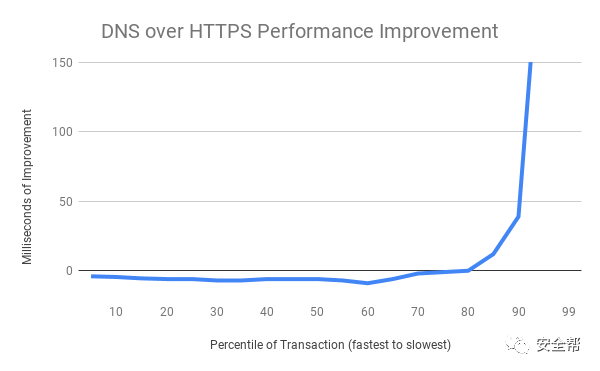 DNS over HTTPS Performance Improvement
Milliseconds of Improvement
150
100
50
0
10 20 30 40 50 60 70 80 90 99
Percentile of Transaction (fastest to slowest)
安全帮